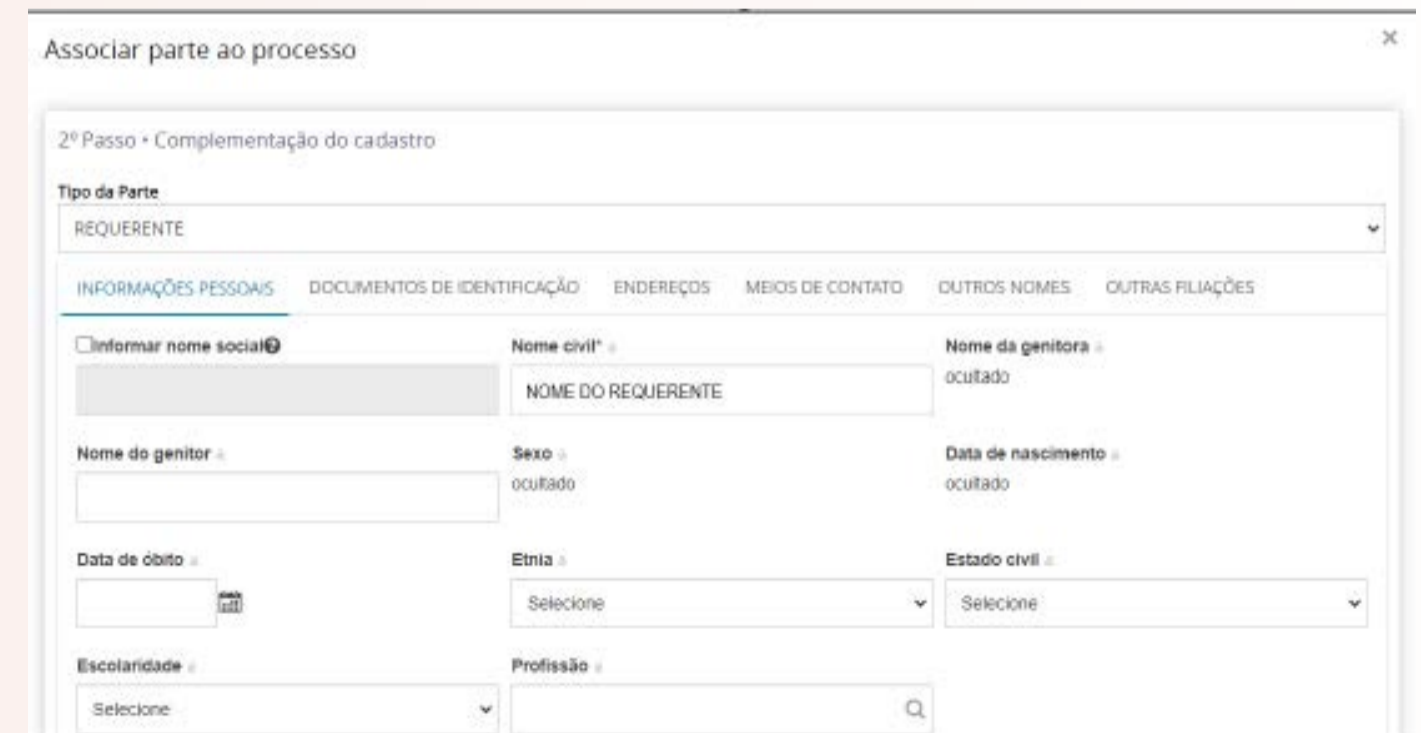 Associar parte ao processo ×
2º Passo • Complementação do cadastro
Tipo da Parte
REQUERENTE
INFORMAÇÕES PESSOAIS DOCUMENTOS DE IDENTIFICAÇÃO ENDEREÇOS MEIOS DE CONTATO OUTROS NOMES OUTRAS FILIAÇÕES
Informar nome social Nome civil* Nome da genitora
NOME DO REQUERENTE ocultado
Nome do genitor Sexo Data de nascimento
ocultado ocultado
Data de óbito Etnia Estado civil
Selecione Selecione
Escolaridade Profissão
Selecione